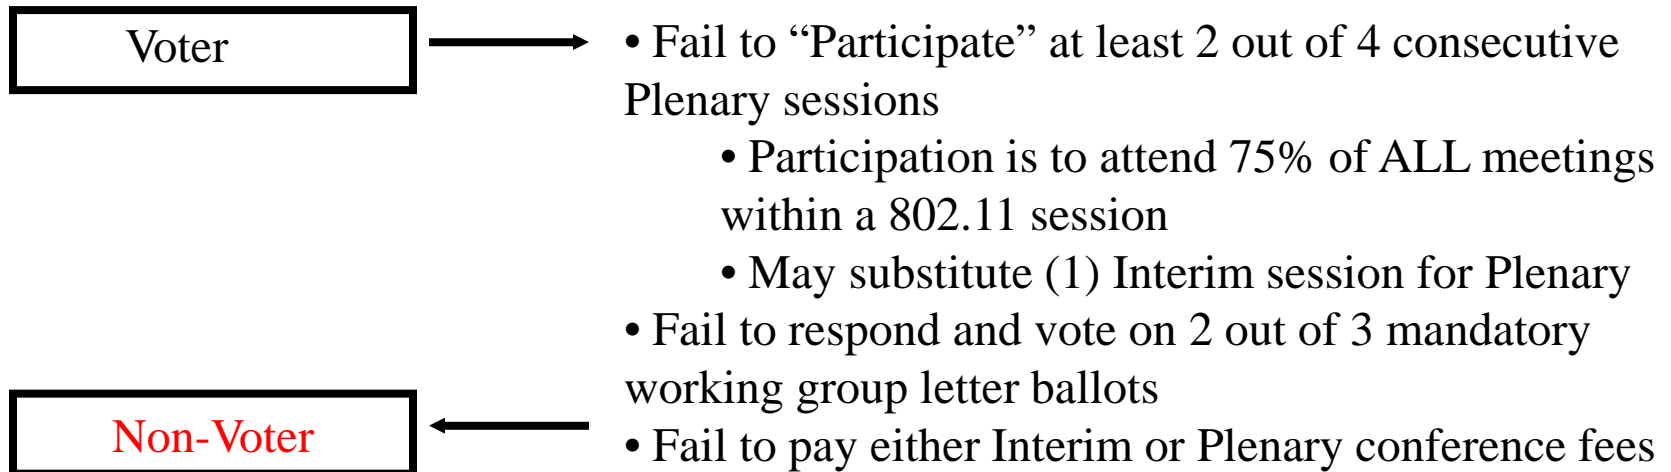 Voter
• Fail to “Participate” at least 2 out of 4 consecutive
Plenary sessions
• Participation is to attend 75% of ALL meetings
within a 802.11 session
• May substitute (1) Interim session for Plenary
• Fail to respond and vote on 2 out of 3 mandatory
working group letter ballots
Non-Voter
• Fail to pay either Interim or Plenary conference fees